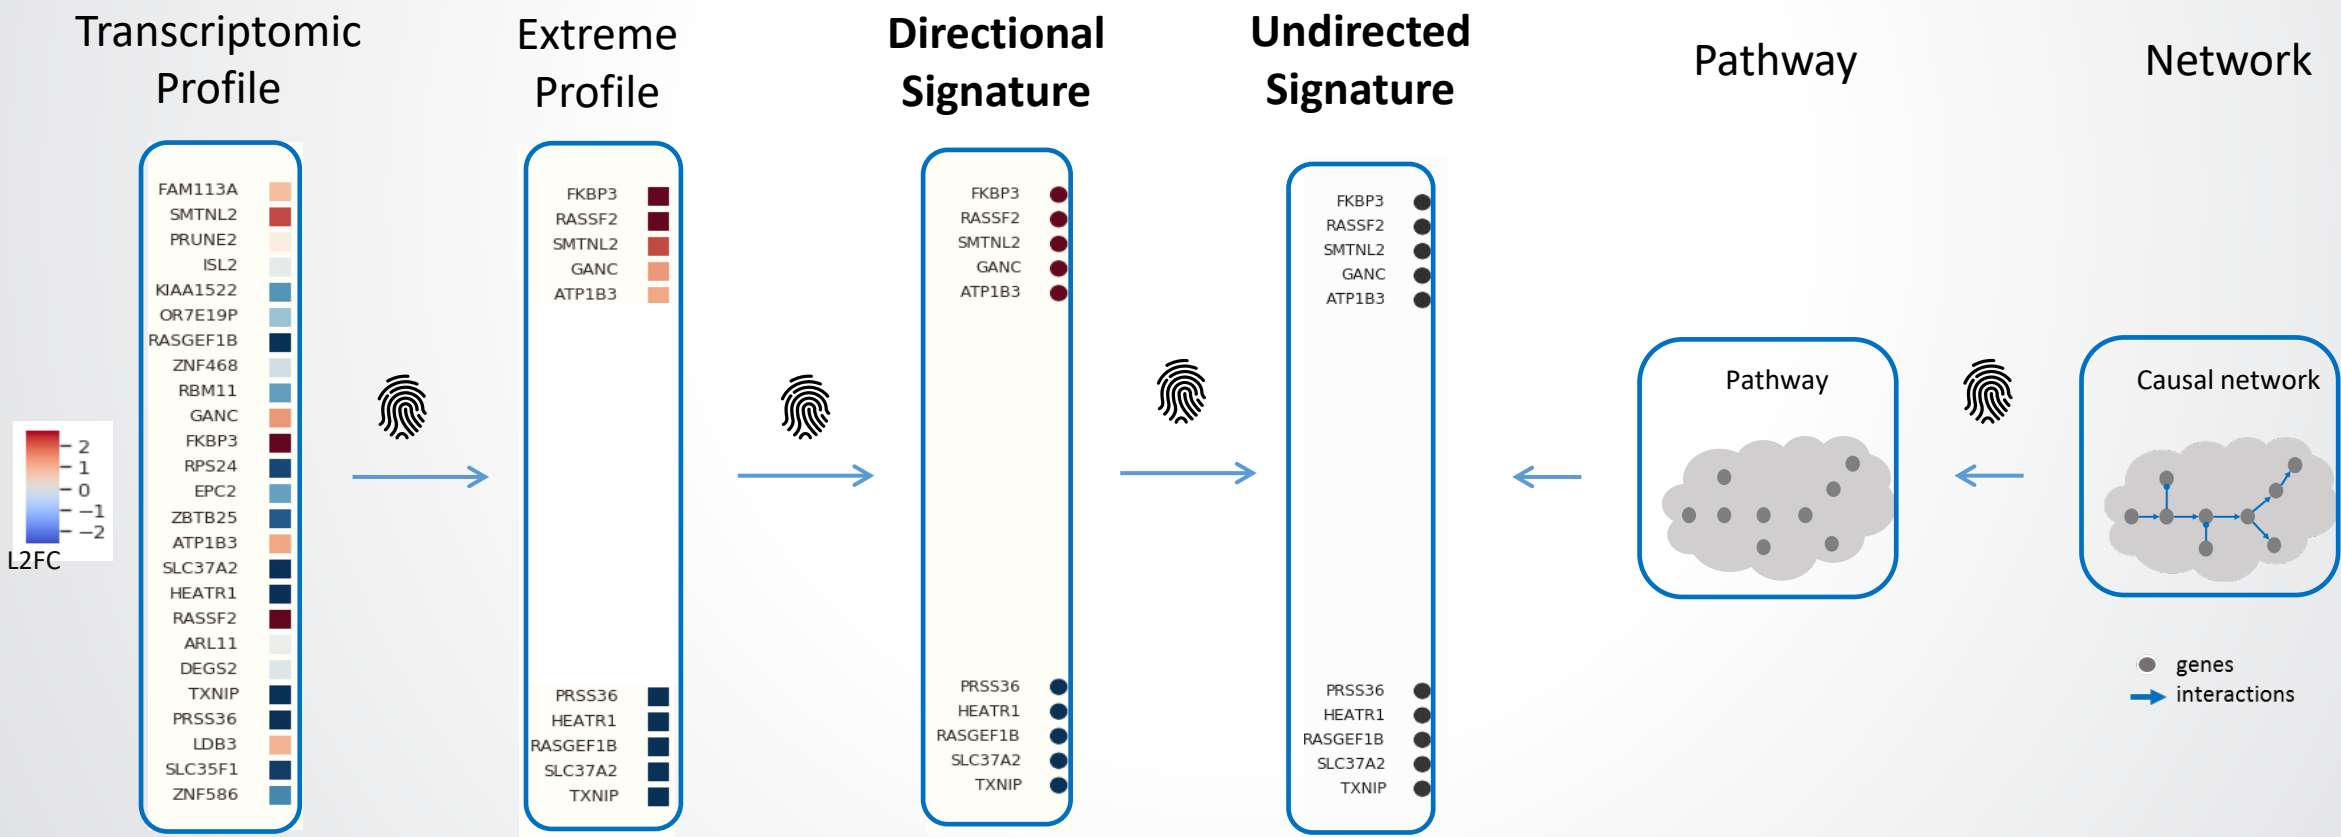 Transcriptomic
Profile
Extreme
Profile
Directional
Signature
Undirected
Signature
Pathway
Network
FAM113A
SMTNL2
PRUNE2
ISL2
KIAA1522
OR7E19P
RASGEF1B
ZNF468
RBM11
GANC
FKBP3
RPS24
EPC2
ZBTB25
ATP1B3
SLC37A2
HEATR1
RASSF2
ARL11
DEGS2
TXNIP
PRSS36
LDB3
SLC35F1
ZNF586
2
1
0
−1
−2
L2FC
FKBP3
RASSF2
SMTNL2
GANC
ATP1B3
PRSS36
HEATR1
RASGEF1B
SLC37A2
TXNIP
FKBP3
RASSF2
SMTNL2
GANC
ATP1B3
PRSS36
HEATR1
RASGEF1B
SLC37A2
TXNIP
FKBP3
RASSF2
SMTNL2
GANC
ATP1B3
PRSS36
HEATR1
RASGEF1B
SLC37A2
TXNIP
Pathway
Causal network
genes
interactions